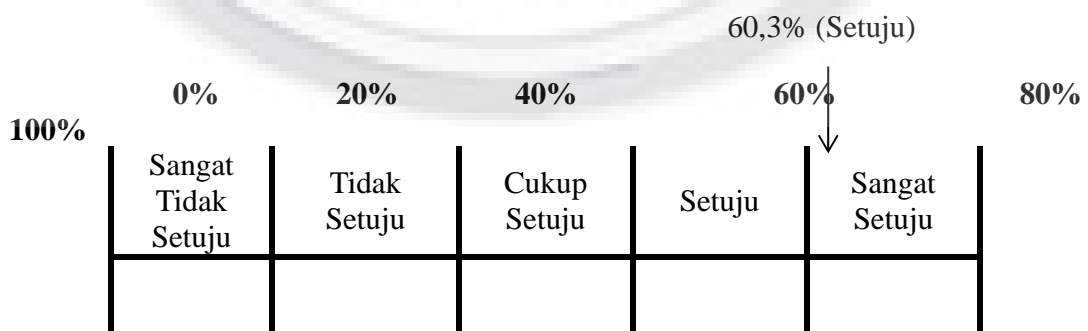 60,3% (Setuju)
0% 20% 40% 60% 80%
100%
Sangat
Tidak
Setuju
Tidak
Setuju
Cukup
Setuju
Setuju
Sangat
Setuju